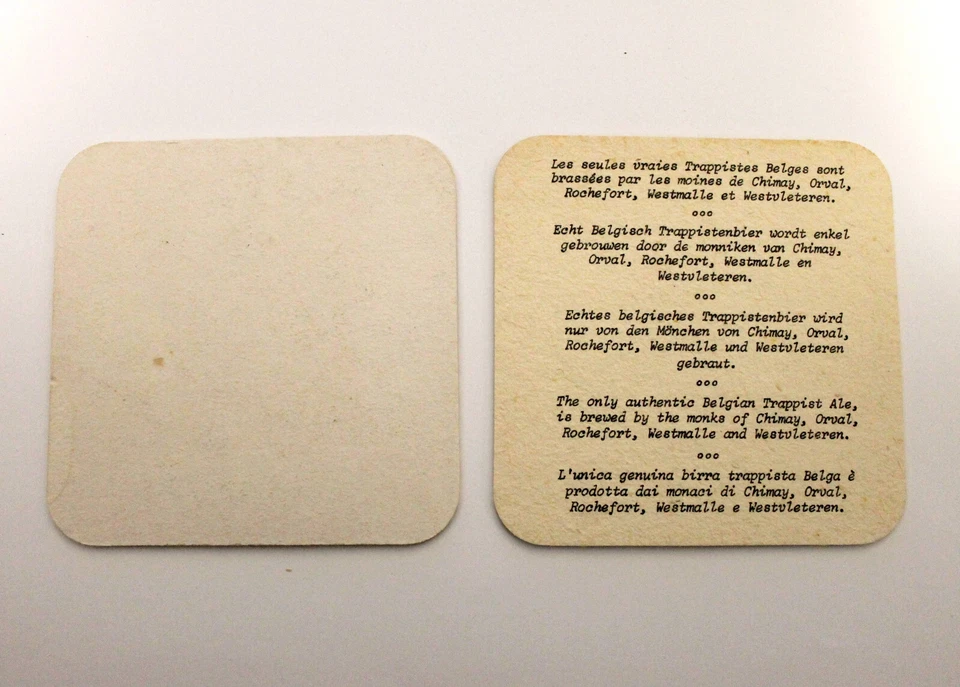 Les seules vraies Trappistes Belges sont
brassées par les moines de Chimay, Orval,
Rochefort, Westmalle et Westvleteren.
ooo
Echt Belgisch Trappistenbier wordt enkel
gebrouwen door de monniken van Chimay,
Orval, Rochefort, Westmalle en
Westvleteren.
ooo
Echtes belgisches Trappistenbier wird
nur von den Mönchen von Chimay, Orval,
Rochefort, Westmalle und Westvleteren
gebraut.
ooo
The only authentic Belgian Trappist Ale,
is brewed by the monks of Chimay, Orval,
Rochefort, Westmalle and Westvleteren.
ooo
L'unica genuina birra trappista Belga è
prodotta dai monaci di Chimay, Orval,
Rochefort, Westmalle e Westvleteren.